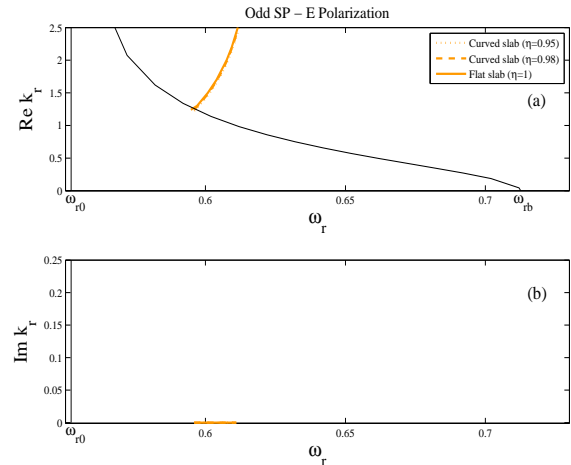 Odd SP – E Polarization
Curved slab (η=0.95)
Curved slab (η=0.98)
Flat slab (η=1)
(a)
Re k_r
2.5
2
1.5
1
0.5
0
ω_r0
0.6
0.65
0.7
ω_rb
ω_r
(b)
Im k_r
0.25
0.2
0.15
0.1
0.05
0
ω_r0
0.6
0.65
0.7
ω_r